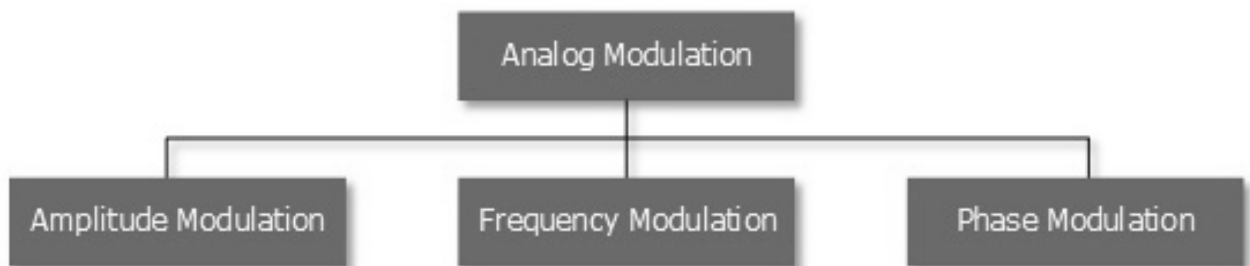 Analog Modulation
Amplitude Modulation
Frequency Modulation
Phase Modulation